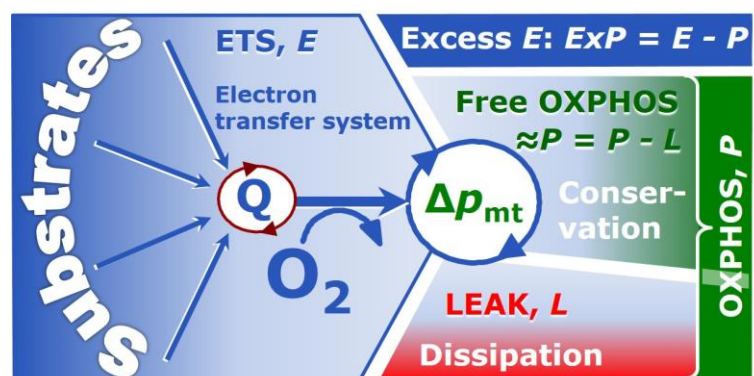 Substrates
ETS, E
Electron
transfer system
Q
O₂
Δpmt
Excess E: ExP = E - P
Free OXPHOS
≈P = P - L
Conser-
vation
LEAK, L
Dissipation
OXPHOS, P